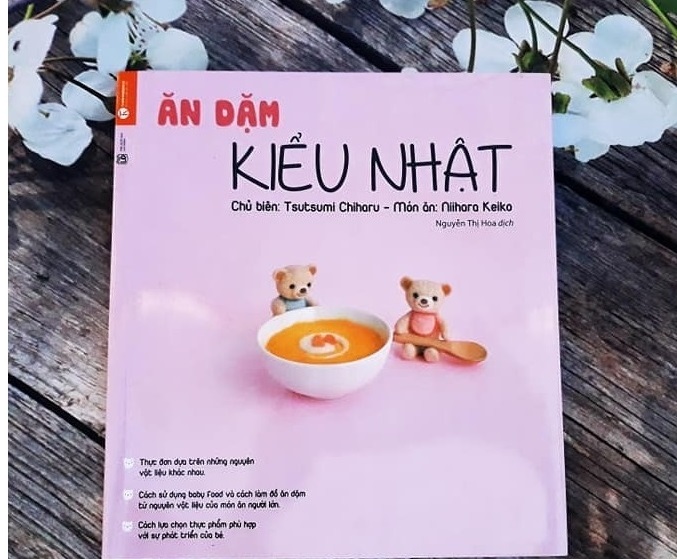 ĂN DẶM
KIỂU NHẬT
Chủ biên: Tsutsumi Chiharu - Món ăn: Niihara Keiko
Nguyễn Thị Hoa dịch
Thực đơn dựa trên những nguyên
vật liệu khác nhau.
Cách sử dụng baby food và cách làm đồ ăn dặm
từ nguyên vật liệu của món ăn người lớn.
Cách lựa chọn thực phẩm phù hợp
với sự phát triển của bé.